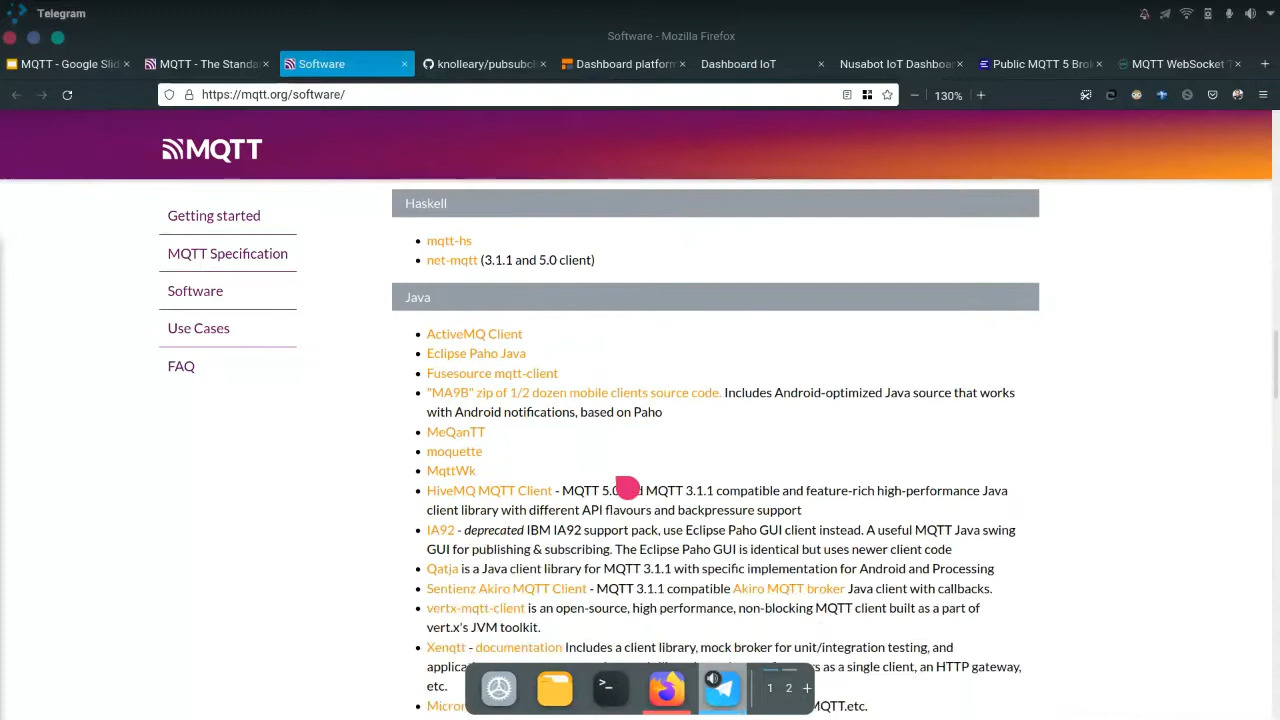 Telegram
Software - Mozilla Firefox
MQTT - Google Slid
MQTT - The Standa
Software
knolleary/pubsubcl
Dashboard platform
Dashboard IoT
Nusabot IoT Dashboa
Public MQTT 5 Brok
MQTT WebSocket T
https://mqtt.org/software/
130%
MQTT
Getting started
MQTT Specification
Software
Use Cases
FAQ
Haskell
mqtt-hs
net-mqtt (3.1.1 and 5.0 client)
Java
ActiveMQ Client
Eclipse Paho Java
Fusesource mqtt-client
"MA9B" zip of 1/2 dozen mobile clients source code. Includes Android-optimized Java source that works
with Android notifications, based on Paho
MeQanTT
moquette
MqttWk
HiveMQ MQTT Client - MQTT 5.0 MQTT 3.1.1 compatible and feature-rich high-performance Java
client library with different API flavours and backpressure support
IA92 - deprecated IBM IA92 support pack, use Eclipse Paho GUI client instead. A useful MQTT Java swing
GUI for publishing & subscribing. The Eclipse Paho GUI is identical but uses newer client code
Qatja is a Java client library for MQTT 3.1.1 with specific implementation for Android and Processing
Sentienz Akiro MQTT Client - MQTT 3.1.1 compatible Akiro MQTT broker Java client with callbacks.
vertx-mqtt-client is an open-source, high performance, non-blocking MQTT client built as a part of
vert.x's JVM toolkit.
Xenqtt - documentation Includes a client library, mock broker for unit/integration testing, and
applica as a single client, an HTTP gateway,
etc.
Micro MQTT.etc.
1 2 +